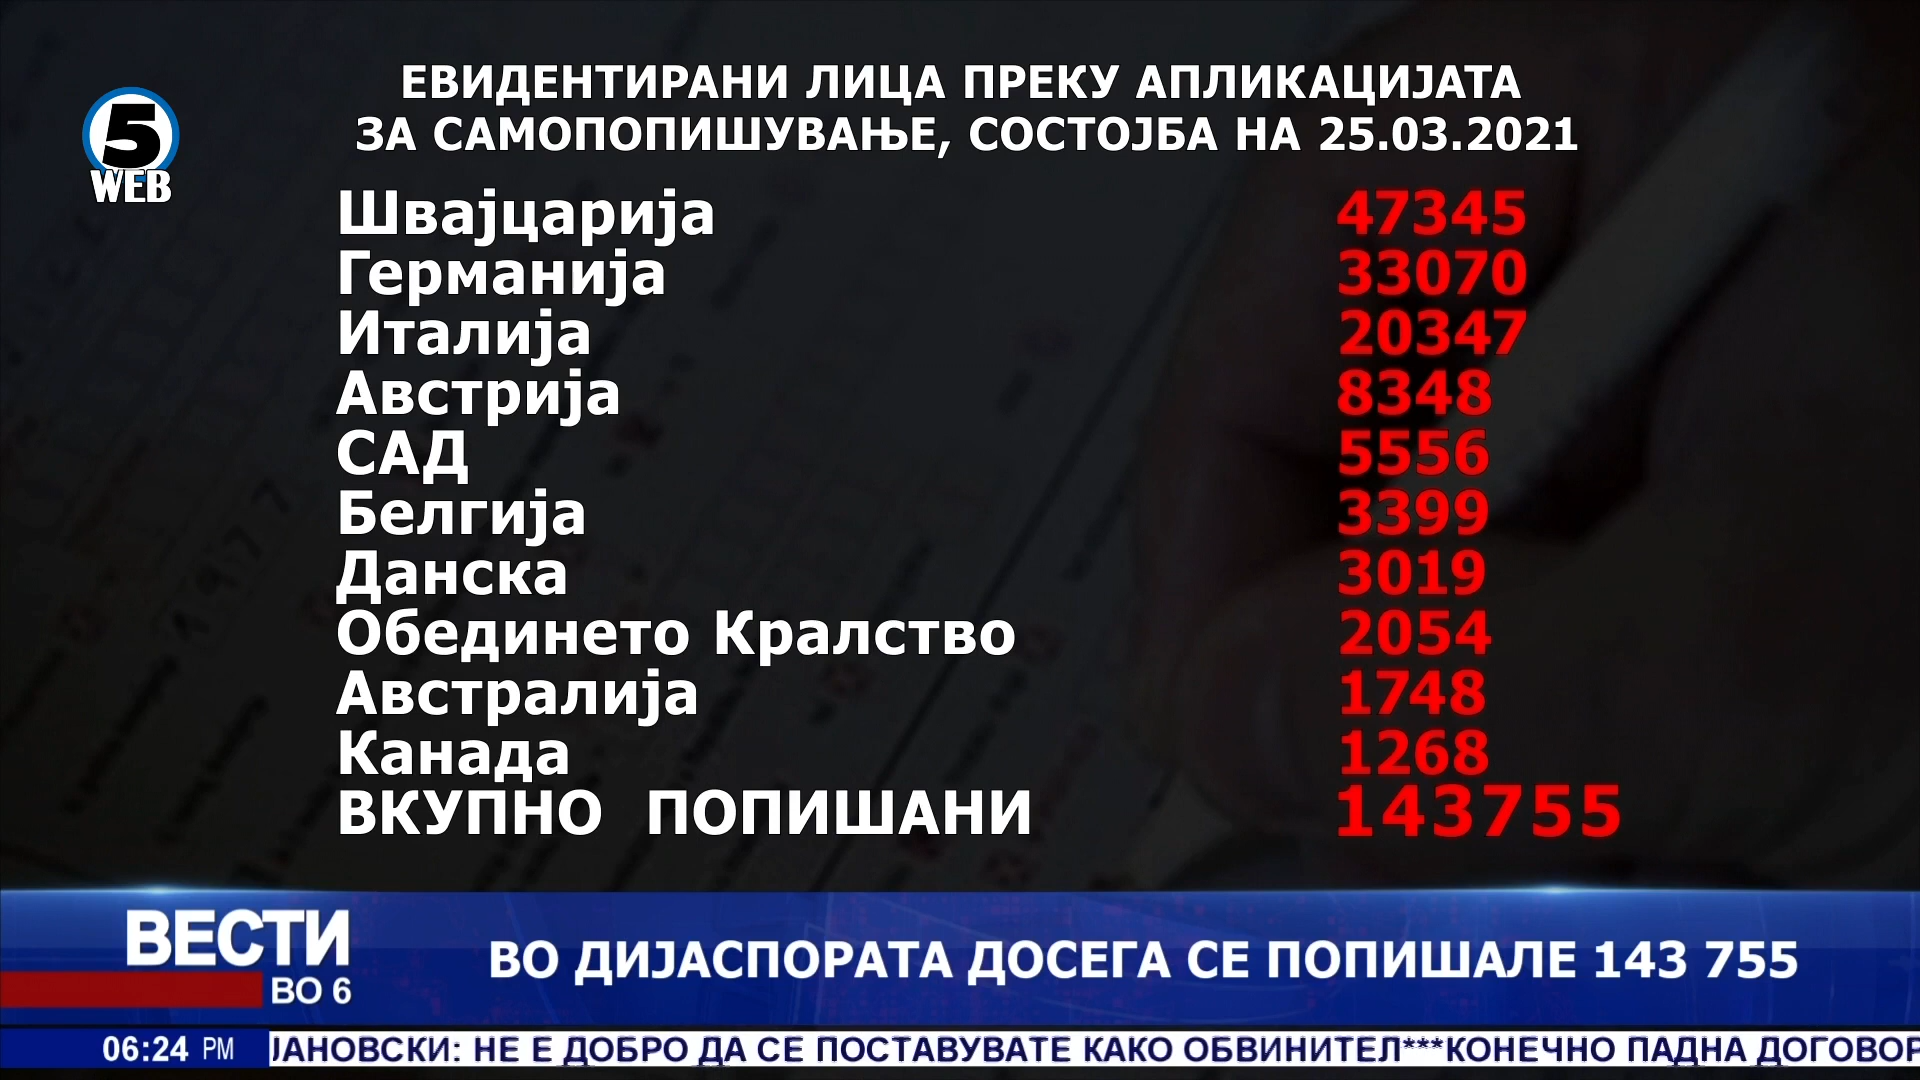 ЕВИДЕНТИРАНИ ЛИЦА ПРЕКУ АПЛИКАЦИЈАТА
ЗА САМОПОПИШУВАЊЕ, СОСТОЈБА НА 25.03.2021
5
WEB
Швајцарија 47345
Германија 33070
Италија 20347
Австрија 8348
САД 5556
Белгија 3399
Данска 3019
Обединето Кралство 2054
Австралија 1748
Канада 1268
ВКУПНО ПОПИШАНИ 143755
ВЕСТИ
ВО 6
ВО ДИЈАСПОРАТА ДОСЕГА СЕ ПОПИШАЛЕ 143 755
06:24 PM
ЈАНОВСКИ: НЕ Е ДОБРО ДА СЕ ПОСТАВУВАТЕ КАКО ОБВИНИТЕЛ***КОНЕЧНО ПАДНА ДОГОВОР